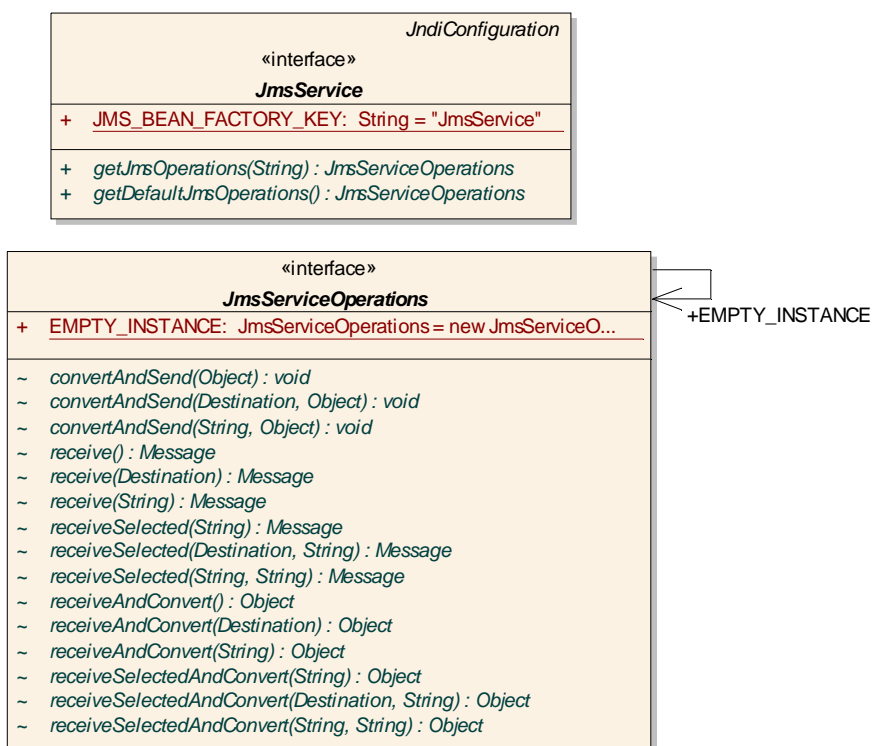 JndiConfiguration
«interface»
JmsService
+ JMS_BEAN_FACTORY_KEY: String = "JmsService"
+ getJmsOperations(String) : JmsServiceOperations
+ getDefaultJmsOperations() : JmsServiceOperations
«interface»
JmsServiceOperations
+ EMPTY_INSTANCE: JmsServiceOperations = new JmsServiceO...
+EMPTY_INSTANCE
~ convertAndSend(Object) : void
~ convertAndSend(Destination, Object) : void
~ convertAndSend(String, Object) : void
~ receive() : Message
~ receive(Destination) : Message
~ receive(String) : Message
~ receiveSelected(String) : Message
~ receiveSelected(Destination, String) : Message
~ receiveSelected(String, String) : Message
~ receiveAndConvert() : Object
~ receiveAndConvert(Destination) : Object
~ receiveAndConvert(String) : Object
~ receiveSelectedAndConvert(String) : Object
~ receiveSelectedAndConvert(Destination, String) : Object
~ receiveSelectedAndConvert(String, String) : Object